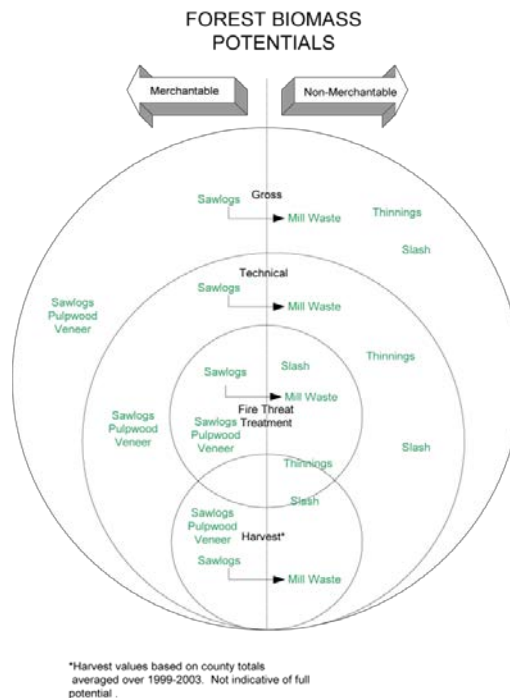 FOREST BIOMASS
POTENTIALS
Merchantable
Non-Merchantable
Gross
Sawlogs
Mill Waste
Thinnings
Slash
Technical
Sawlogs
Mill Waste
Sawlogs
Pulpwood
Veneer
Thinnings
Slash
Sawlogs
Mill Waste
Fire Threat
Treatment
Sawlogs
Pulpwood
Veneer
Sawlogs
Pulpwood
Veneer
Slash
Thinnings
Slash
Sawlogs
Pulpwood
Veneer
Harvest*
Sawlogs
Mill Waste
*Harvest values based on county totals
averaged over 1999-2003. Not indicative of full
potential .